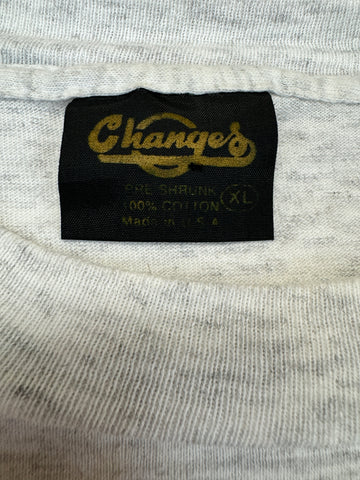 Changes
PRE SHRUNK
100% COTTON XL
Made in U.S.A